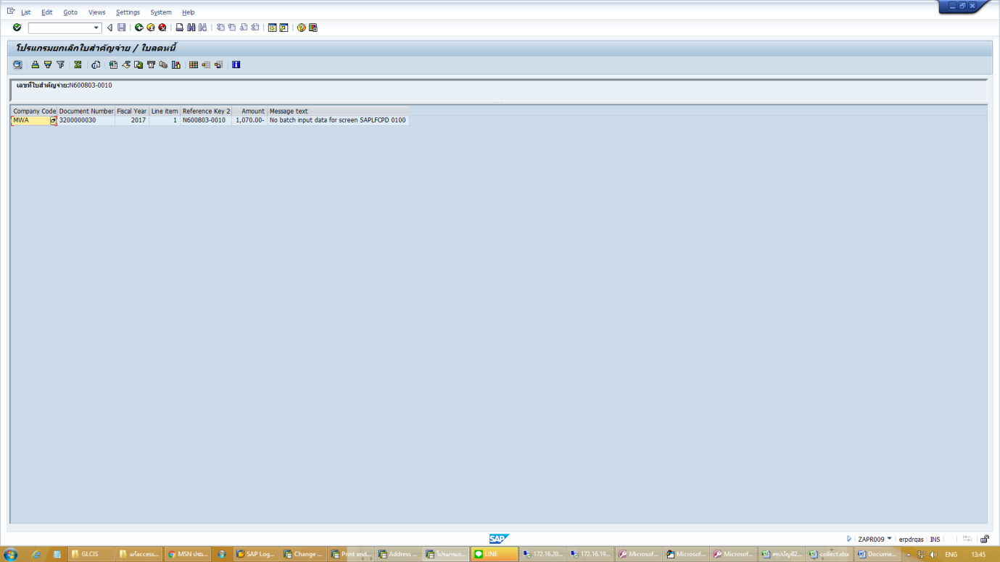 List Edit Goto Views Settings System Help
โปรแกรมยกเลิกใบสำคัญจ่าย / ใบลดหนี้
เลขที่ใบสำคัญจ่าย:N600803-0010
Company Code Document Number Fiscal Year Line item Reference Key 2 Amount Message text
MWA 3200000030 2017 1 N600803-0010 1,070.00- No batch input data for screen SAPLFCPD 0100
SAP ZAPR009 erpdrqas INS
GLCIS แก้access... MSN ประ... SAP Log... Change ... Print and... Address ... โปรแกรมย... LINE 172.16.20... 172.16.19... Microsof... Microsof... Microsof... สรุปบัญชี2... collect.xlsx Docume... ENG 13:45